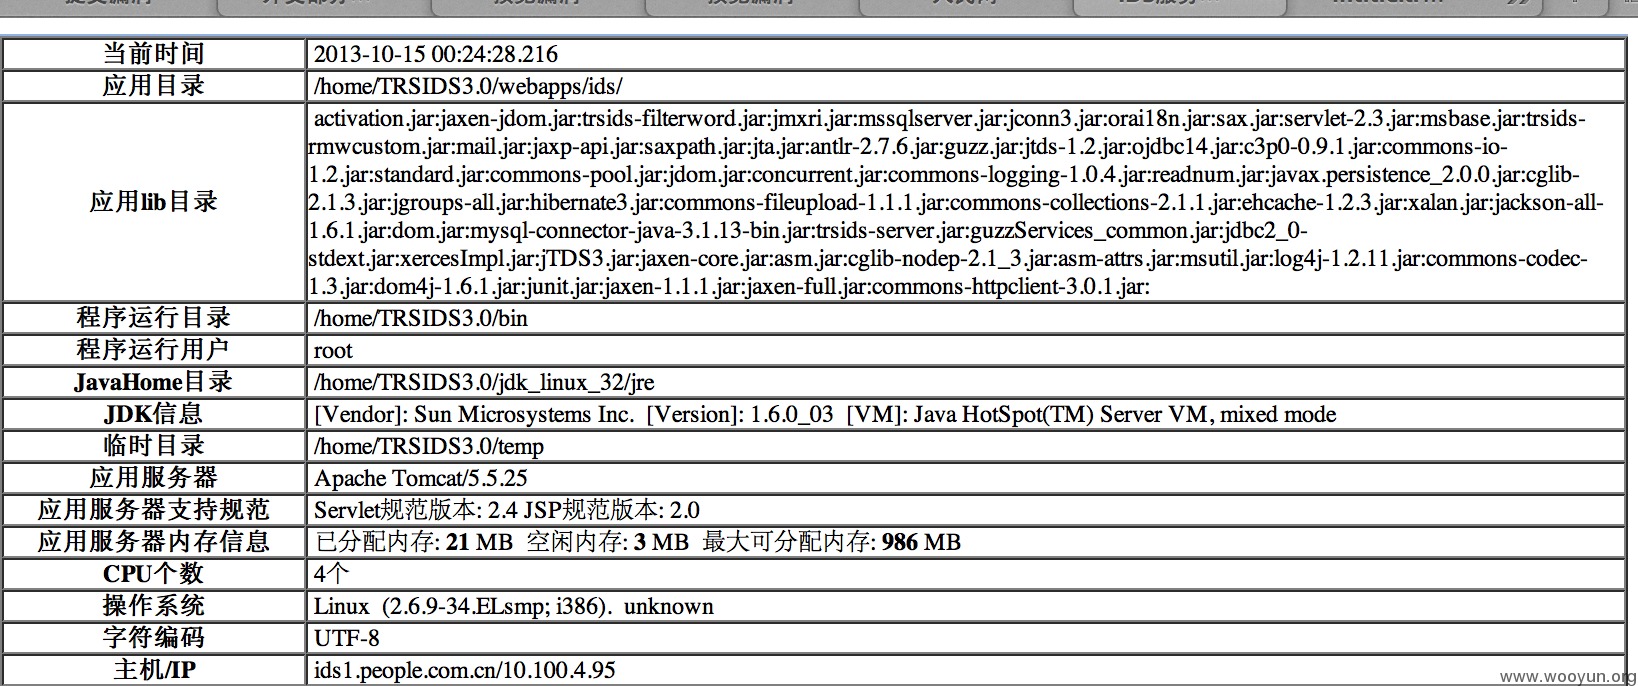 当前时间 2013-10-15 00:24:28.216
应用目录 /home/TRSIDS3.0/webapps/ids/
应用lib目录 activation.jar:jaxen-jdom.jar:trsids-filterword.jar:jmxri.jar:mssqlserver.jar:jconn3.jar:orai18n.jar:sax.jar:servlet-2.3.jar:msbase.jar:trsids-
rmwcustom.jar:mail.jar:jaxp-api.jar:saxpath.jar:jta.jar:antlr-2.7.6.jar:guzz.jar:jtds-1.2.jar:ojdbc14.jar:c3p0-0.9.1.jar:commons-io-
1.2.jar:standard.jar:commons-pool.jar:jdom.jar:concurrent.jar:commons-logging-1.0.4.jar:readnum.jar:javax.persistence_2.0.0.jar:cglib-
2.1.3.jar:jgroups-all.jar:hibernate3.jar:commons-fileupload-1.1.1.jar:commons-collections-2.1.1.jar:ehcache-1.2.3.jar:xalan.jar:jackson-all-
1.6.1.jar:dom.jar:mysql-connector-java-3.1.13-bin.jar:trsids-server.jar:guzzServices_common.jar:jdbc2_0-
stdext.jar:xercesImpl.jar:jTDS3.jar:jaxen-core.jar:asm.jar:cglib-nodep-2.1_3.jar:asm-attrs.jar:msutil.jar:log4j-1.2.11.jar:commons-codec-
1.3.jar:dom4j-1.6.1.jar:junit.jar:jaxen-1.1.1.jar:jaxen-full.jar:commons-httpclient-3.0.1.jar:
程序运行目录 /home/TRSIDS3.0/bin
程序运行用户 root
JavaHome目录 /home/TRSIDS3.0/jdk_linux_32/jre
JDK信息 [Vendor]: Sun Microsystems Inc. [Version]: 1.6.0_03 [VM]: Java HotSpot(TM) Server VM, mixed mode
临时目录 /home/TRSIDS3.0/temp
应用服务器 Apache Tomcat/5.5.25
应用服务器支持规范 Servlet规范版本: 2.4 JSP规范版本: 2.0
应用服务器内存信息 已分配内存: 21 MB 空闲内存: 3 MB 最大可分配内存: 986 MB
CPU个数 4个
操作系统 Linux (2.6.9-34.ELsmp; i386). unknown
字符编码 UTF-8
主机/IP ids1.people.com.cn/10.100.4.95
www.wooyun.org